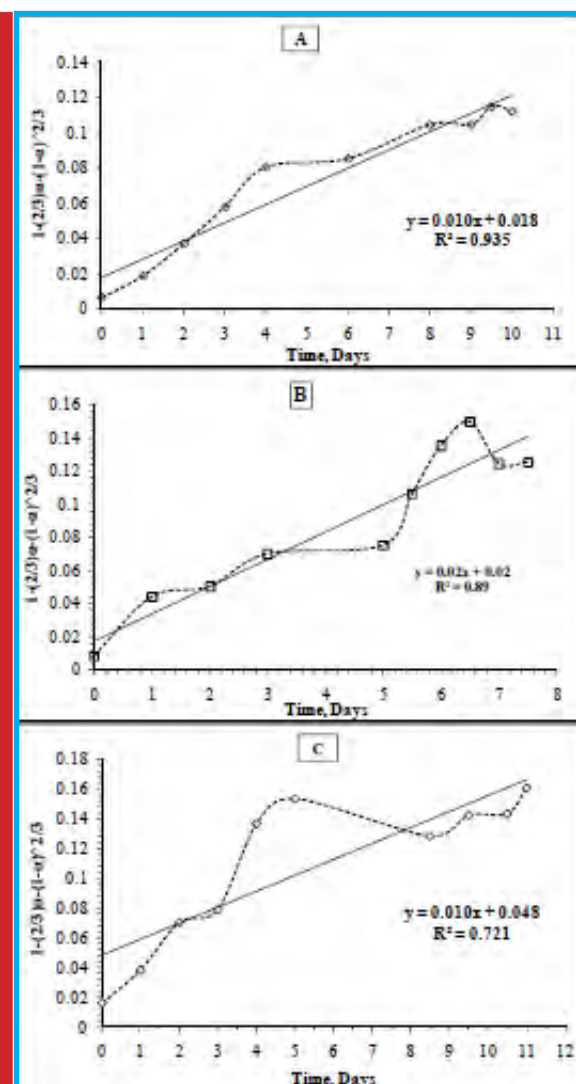 A
1-(2/3)α-(1-α)^2/3
0.14
0.12
0.1
0.08
0.06
0.04
0.02
0
y = 0.010x + 0.018
R² = 0.935
0 1 2 3 4 5 6 7 8 9 10 11
Time, Days
B
1-(2/3)α-(1-α)^2/3
0.16
0.14
0.12
0.1
0.08
0.06
0.04
0.02
0
y = 0.02x + 0.02
R² = 0.89
0 1 2 3 4 5 6 7 8
Time, Days
C
1-(2/3)α-(1-α)^2/3
0.18
0.16
0.14
0.12
0.1
0.08
0.06
0.04
0.02
0
y = 0.010x + 0.048
R² = 0.721
0 1 2 3 4 5 6 7 8 9 10 11 12
Time, Days